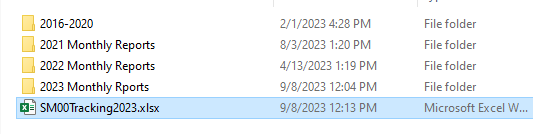 2016-2020 2/1/2023 4:28 PM File folder
2021 Monthly Reports 8/3/2023 1:20 PM File folder
2022 Monthly Reports 4/13/2023 1:19 PM File folder
2023 Monthly Rports 9/8/2023 12:04 PM File folder
SM00Tracking2023.xlsx 9/8/2023 12:13 PM Microsoft Excel W...